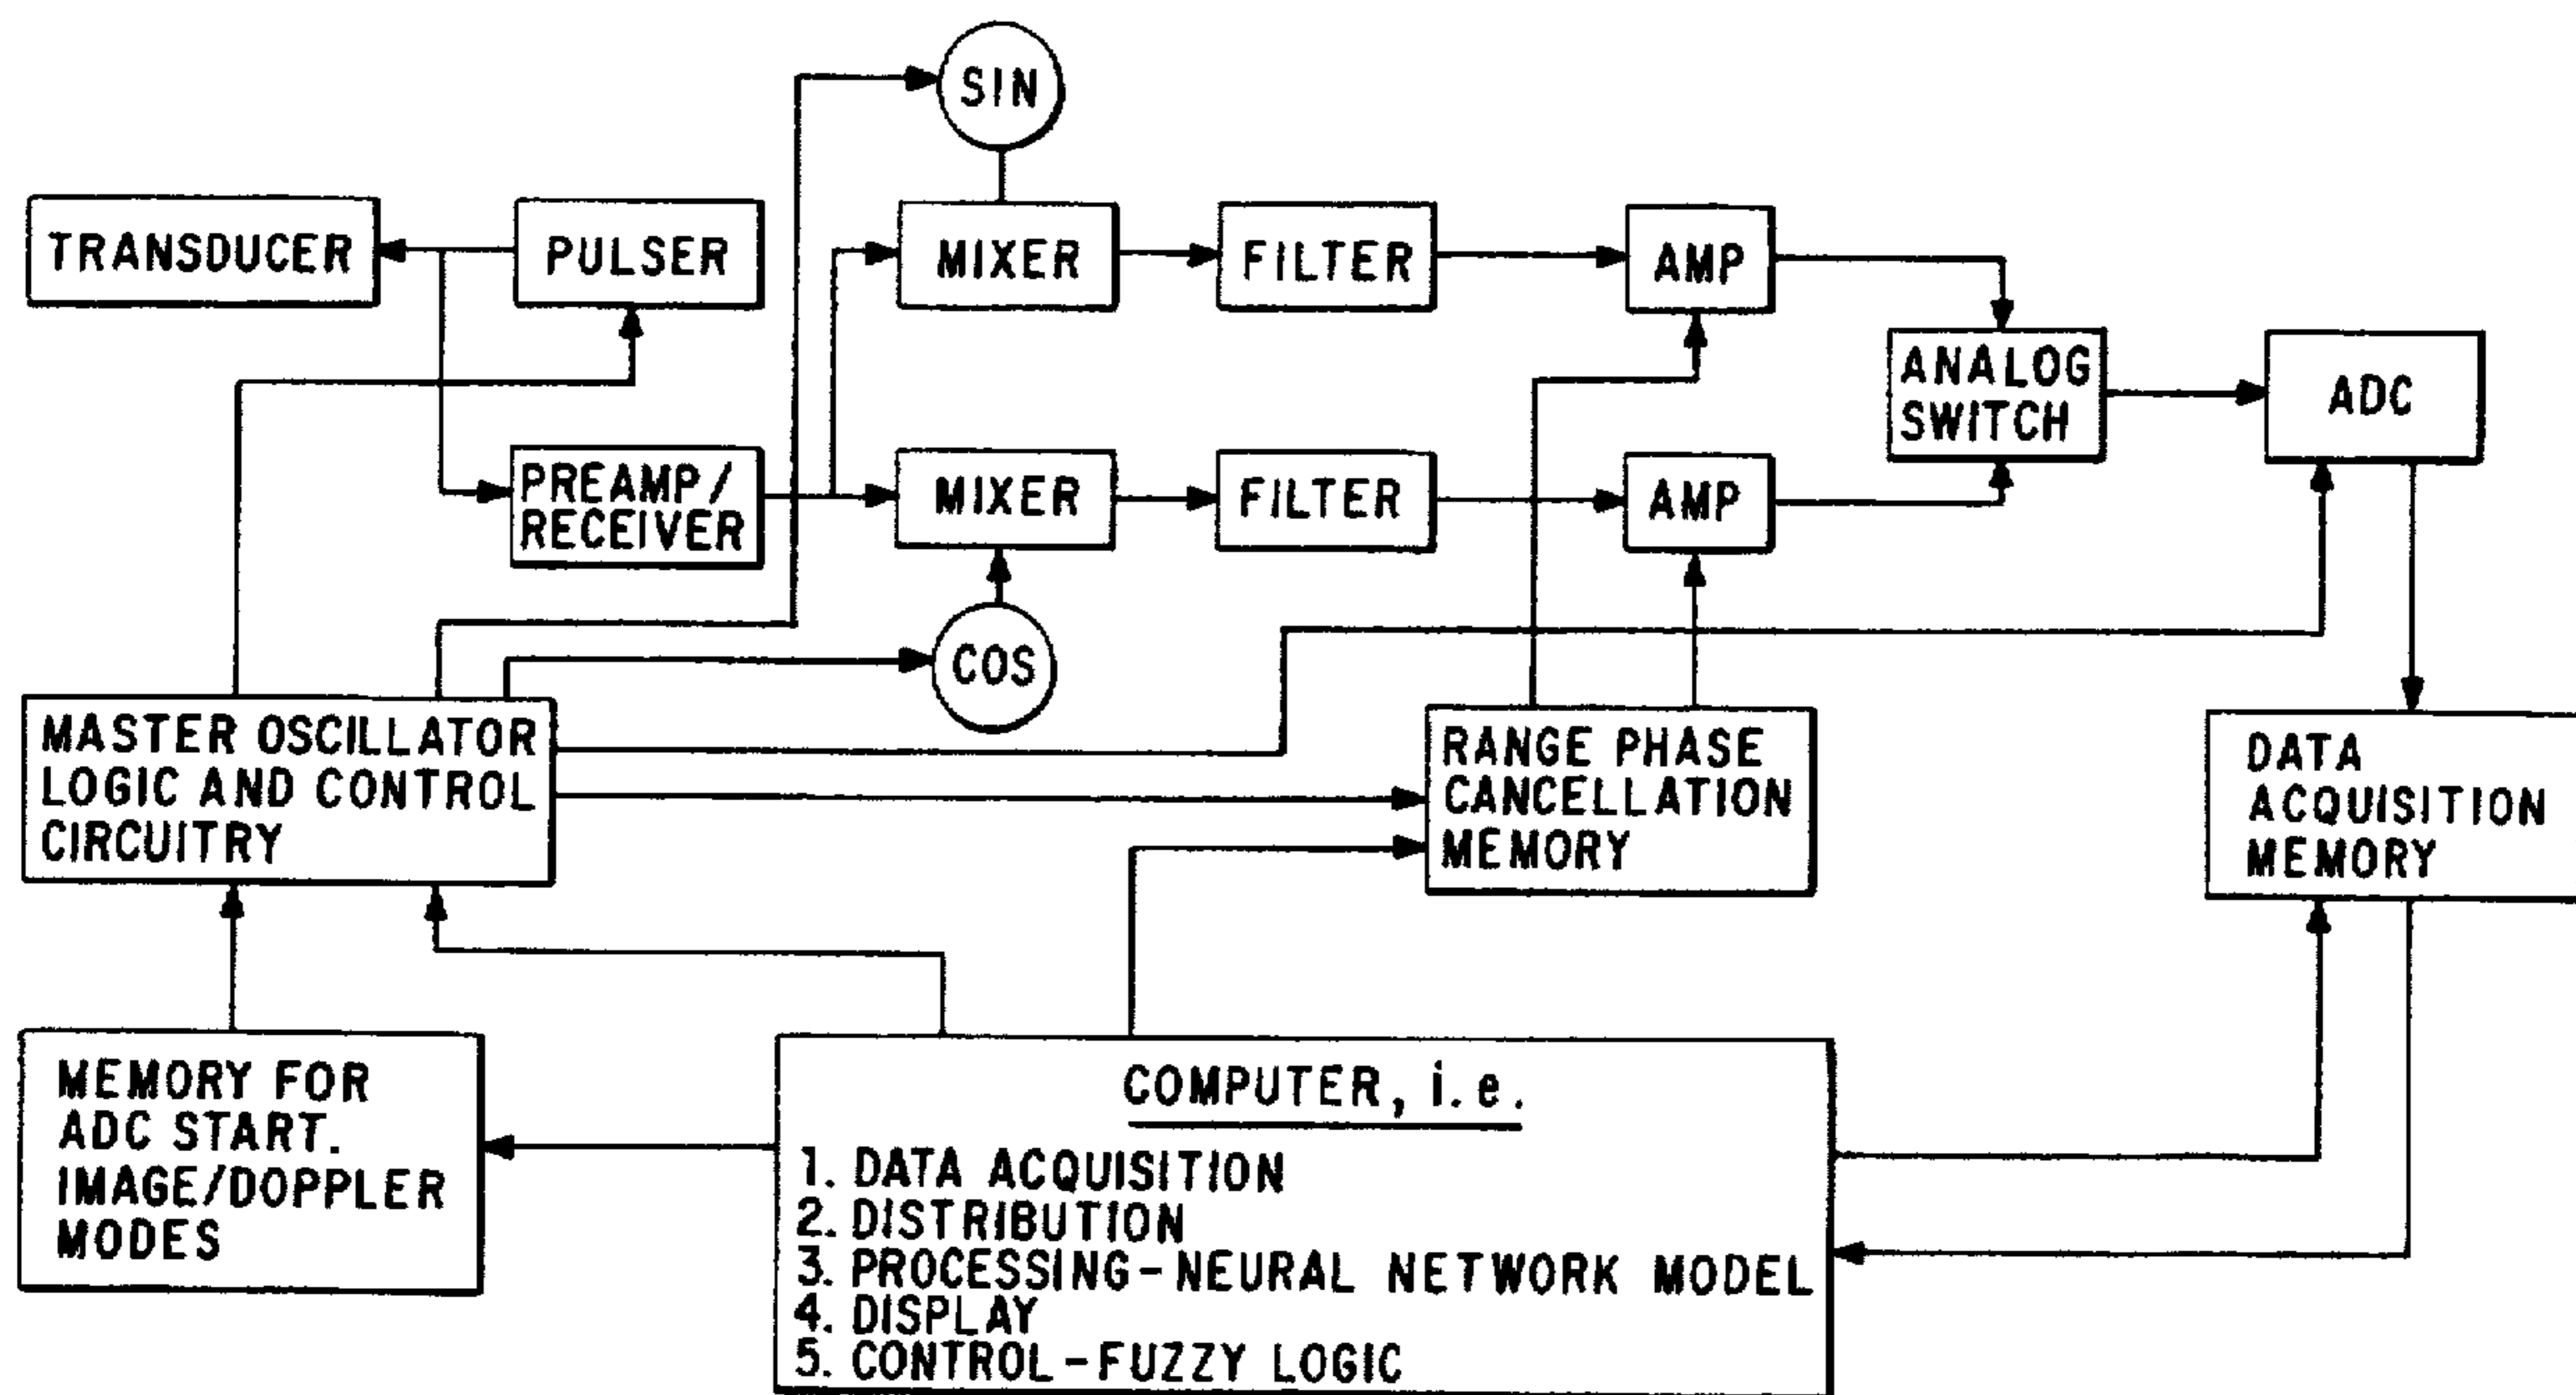 SIN
TRANSDUCER
PULSER
MIXER
FILTER
AMP
ANALOG
SWITCH
ADC
PREAMP/
RECEIVER
MIXER
FILTER
AMP
COS
MASTER OSCILLATOR
LOGIC AND CONTROL
CIRCUITRY
RANGE PHASE
CANCELLATION
MEMORY
DATA
ACQUISITION
MEMORY
MEMORY FOR
ADC START.
IMAGE/DOPPLER
MODES
COMPUTER, i.e.
1. DATA ACQUISITION
2. DISTRIBUTION
3. PROCESSING-NEURAL NETWORK MODEL
4. DISPLAY
5. CONTROL-FUZZY LOGIC